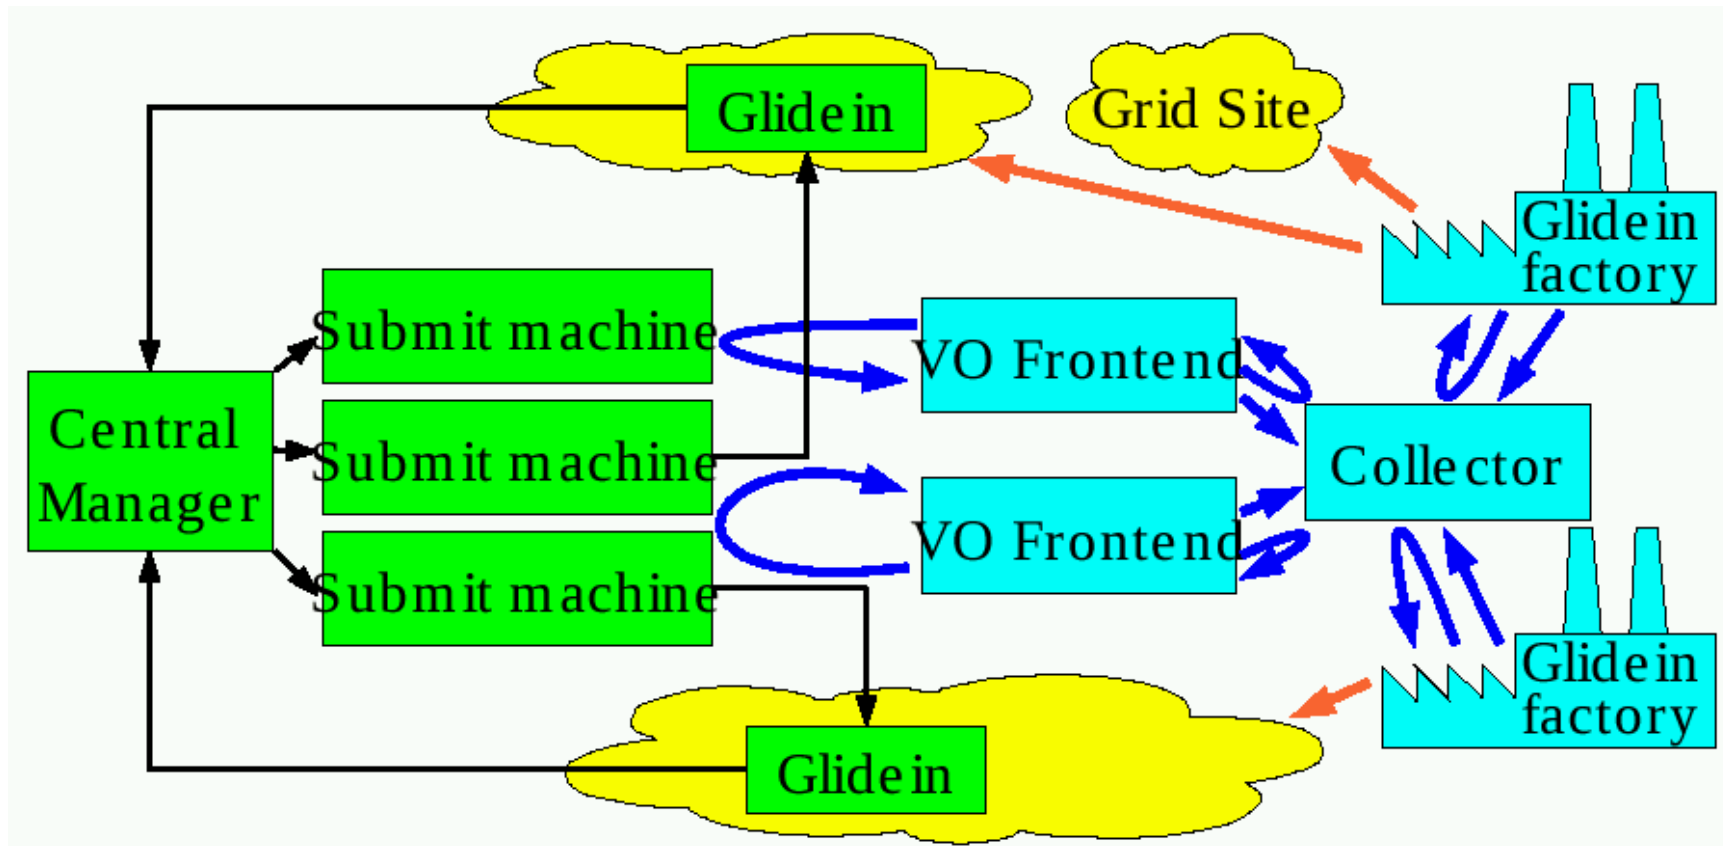 Glidein
Grid Site
Glidein
factory
Submit machine
VO Frontend
Central
Manager
Submit machine
Collector
VO Frontend
Submit machine
Glidein
factory
Glidein